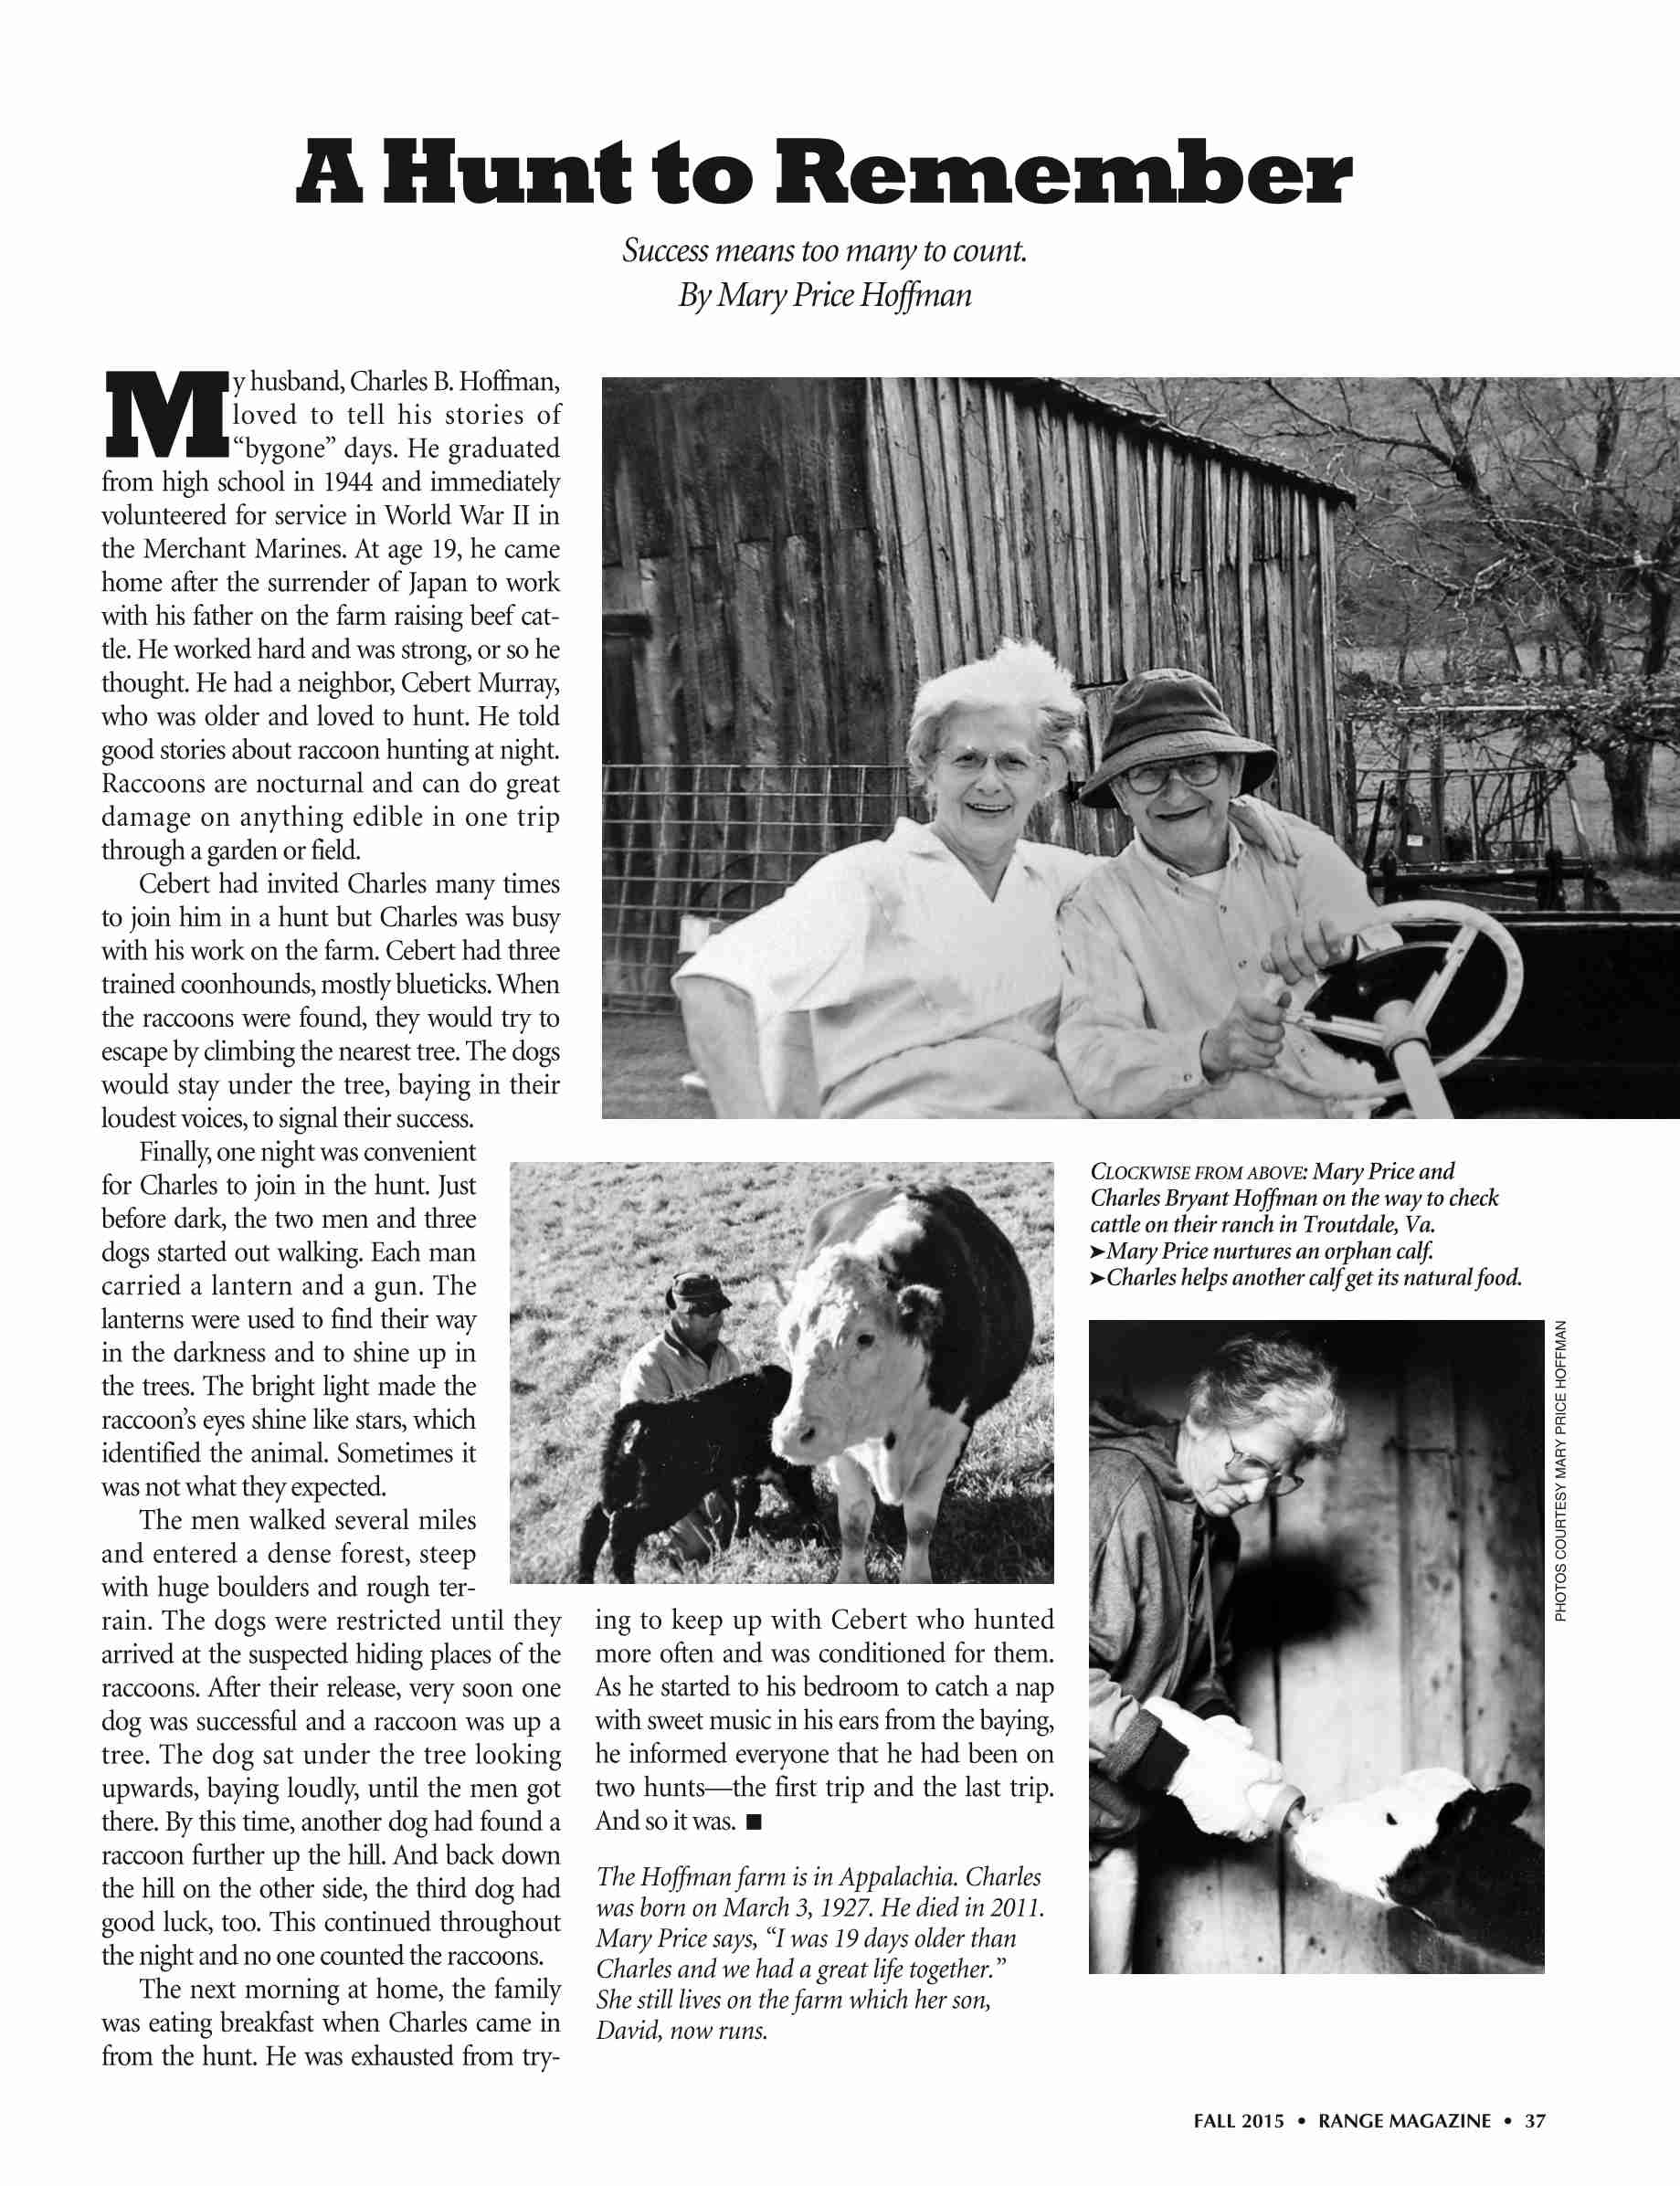 A Hunt to Remember
Success means too many to count.
By Mary Price Hoffman
My husband, Charles B. Hoffman,
loved to tell his stories of
“bygone” days. He graduated
from high school in 1944 and immediately
volunteered for service in World War II in
the Merchant Marines. At age 19, he came
home after the surrender of Japan to work
with his father on the farm raising beef cat-
tle. He worked hard and was strong, or so he
thought. He had a neighbor, Cebert Murray,
who was older and loved to hunt. He told
good stories about raccoon hunting at night.
Raccoons are nocturnal and can do great
damage on anything edible in one trip
through a garden or field.
Cebert had invited Charles many times
to join him in a hunt but Charles was busy
with his work on the farm. Cebert had three
trained coonhounds, mostly blueticks. When
the raccoons were found, they would try to
escape by climbing the nearest tree. The dogs
would stay under the tree, baying in their
loudest voices, to signal their success.
Finally, one night was convenient
for Charles to join in the hunt. Just
before dark, the two men and three
dogs started out walking. Each man
carried a lantern and a gun. The
lanterns were used to find their way
in the darkness and to shine up in
the trees. The bright light made the
raccoon’s eyes shine like stars, which
identified the animal. Sometimes it
was not what they expected.
The men walked several miles
and entered a dense forest, steep
with huge boulders and rough ter-
rain. The dogs were restricted until they
arrived at the suspected hiding places of the
raccoons. After their release, very soon one
dog was successful and a raccoon was up a
tree. The dog sat under the tree looking
upwards, baying loudly, until the men got
there. By this time, another dog had found a
raccoon further up the hill. And back down
the hill on the other side, the third dog had
good luck, too. This continued throughout
the night and no one counted the raccoons.
The next morning at home, the family
was eating breakfast when Charles came in
from the hunt. He was exhausted from try-
ing to keep up with Cebert who hunted
more often and was conditioned for them.
As he started to his bedroom to catch a nap
with sweet music in his ears from the baying,
he informed everyone that he had been on
two hunts—the first trip and the last trip.
And so it was. ■
The Hoffman farm is in Appalachia. Charles
was born on March 3, 1927. He died in 2011.
Mary Price says, “I was 19 days older than
Charles and we had a great life together.”
She still lives on the farm which her son,
David, now runs.
CLOCKWISE FROM ABOVE: Mary Price and
Charles Bryant Hoffman on the way to check
cattle on their ranch in Troutdale, Va.
➤Mary Price nurtures an orphan calf.
➤Charles helps another calf get its natural food.
PHOTOS COURTESY MARY PRICE HOFFMAN
FALL 2015 • RANGE MAGAZINE • 37